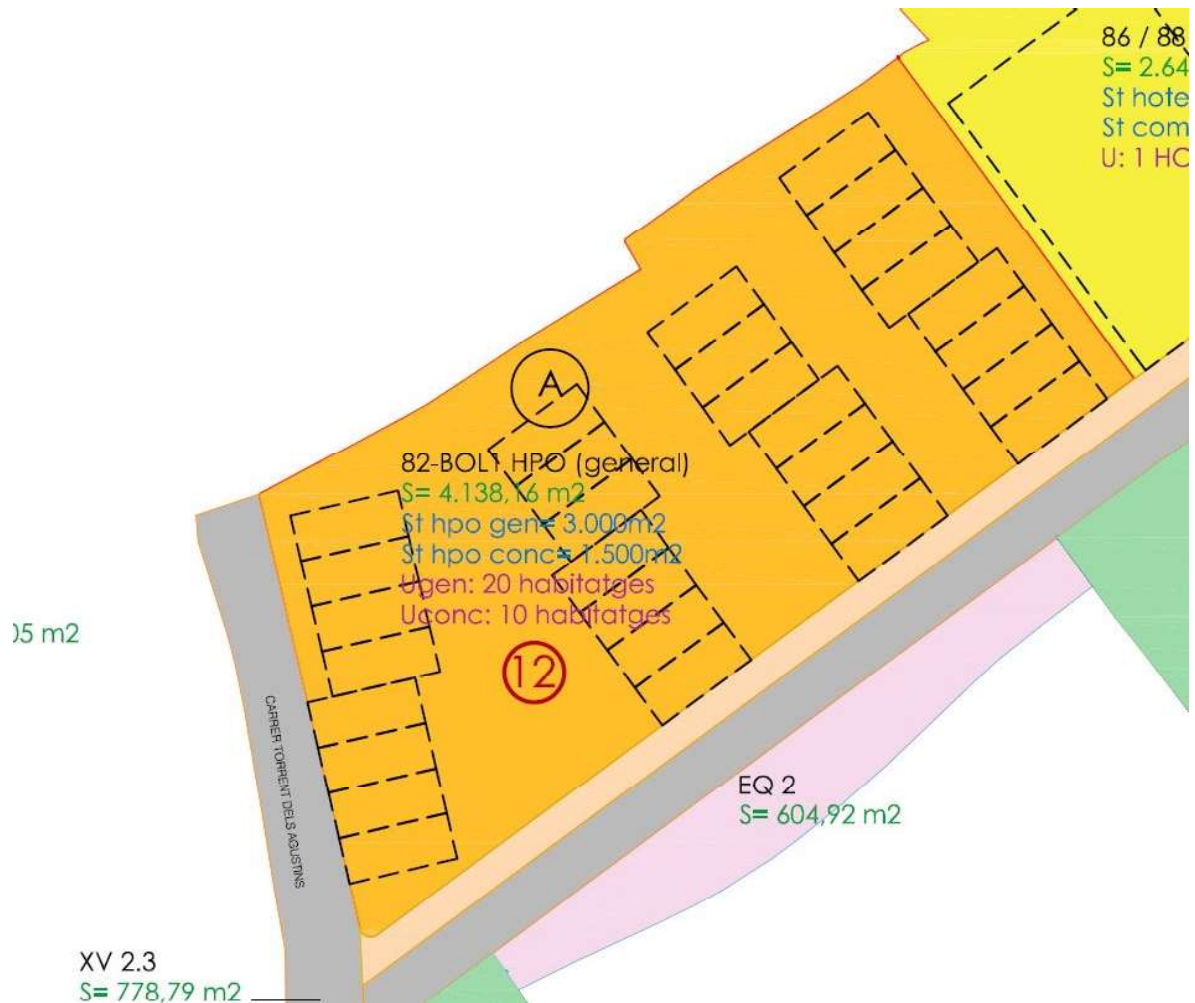 86 / 88
S= 2.64
St hote
St com
U: 1 HO
A
82-BOL1 HPO (general)
S= 4.138,16 m2
St hpo gen= 3.000m2
St hpo conc= 1.500m2
Ugen: 20 habitatges
Uconc: 10 habitatges
05 m2
12
CARRER TORRENT DELS AGUSTINS
EQ 2
S= 604,92 m2
XV 2.3
S= 778,79 m2